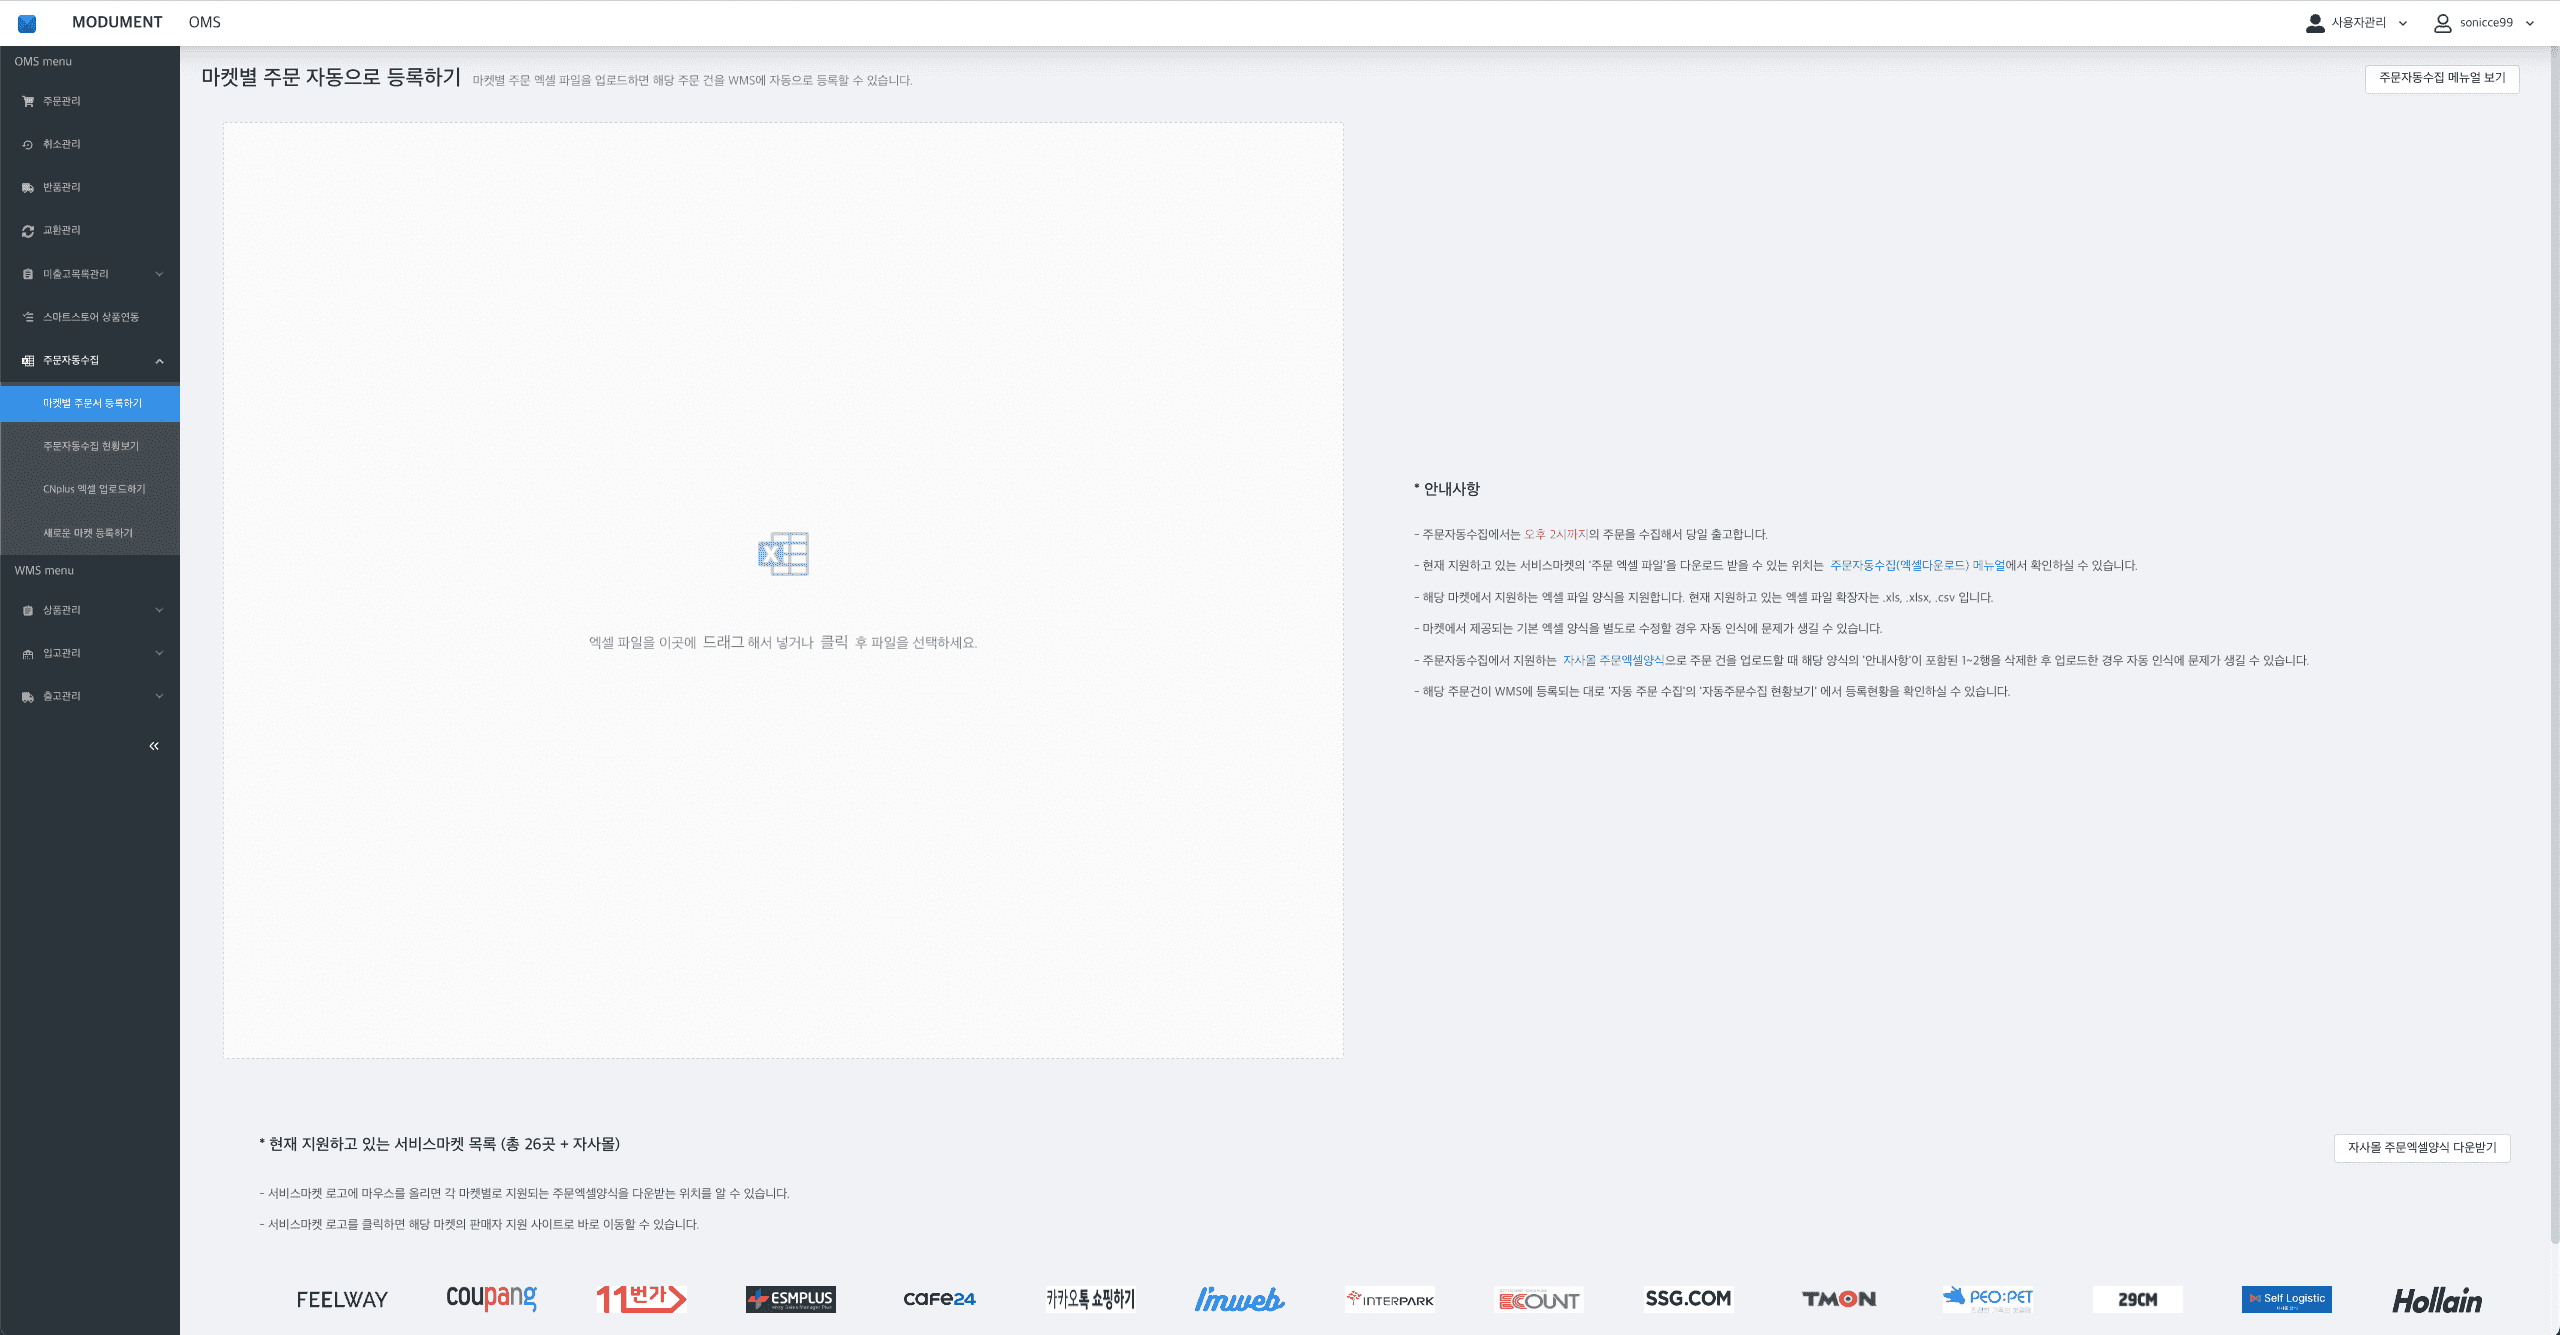 MODUMENT OMS
사용자관리
sonicce99
OMS menu
주문관리
취소관리
반품관리
교환관리
미출고목록관리
스마트스토어 상품연동
주문자동수집
마켓별 주문서 등록하기
주문자동수집 현황보기
CNplus 엑셀 업로드하기
새로운 마켓 등록하기
WMS menu
상품관리
입고관리
출고관리
마켓별 주문 자동으로 등록하기 마켓별 주문 엑셀 파일을 업로드하면 해당 주문 건을 WMS에 자동으로 등록할 수 있습니다.
주문자동수집 메뉴얼 보기
엑셀 파일을 이곳에 드래그 해서 넣거나 클릭 후 파일을 선택하세요.
* 안내사항
- 주문자동수집에서는 오후 2시까지의 주문을 수집해서 당일 출고합니다.
- 현재 지원하고 있는 서비스마켓의 '주문 엑셀 파일'을 다운로드 받을 수 있는 위치는 주문자동수집(엑셀다운로드) 메뉴얼에서 확인하실 수 있습니다.
- 해당 마켓에서 지원하는 엑셀 파일 양식을 지원합니다. 현재 지원하고 있는 엑셀 파일 확장자는 .xls, .xlsx, .csv 입니다.
- 마켓에서 제공되는 기본 엑셀 양식을 별도로 수정할 경우 자동 인식에 문제가 생길 수 있습니다.
- 주문자동수집에서 지원하는 자사몰 주문엑셀양식으로 주문 건을 업로드할 때 해당 양식의 '안내사항'이 포함된 1~2행을 삭제한 후 업로드한 경우 자동 인식에 문제가 생길 수 있습니다.
- 해당 주문건이 WMS에 등록되는 대로 '자동 주문 수집'의 '자동주문수집 현황보기' 에서 등록현황을 확인하실 수 있습니다.
* 현재 지원하고 있는 서비스마켓 목록 (총 26곳 + 자사몰)
자사몰 주문엑셀양식 다운받기
- 서비스마켓 로고에 마우스를 올리면 각 마켓별로 지원되는 주문엑셀양식을 다운받는 위치를 알 수 있습니다.
- 서비스마켓 로고를 클릭하면 해당 마켓의 판매자 지원 사이트로 바로 이동할 수 있습니다.
FEELWAY
coupang
11번가
ESMPLUS
cafe24
카카오톡 쇼핑하기
I'mweb
INTERPARK
ECOUNT
SSG.COM
TMON
PEO:PET
29CM
Self Logistic
Hollain